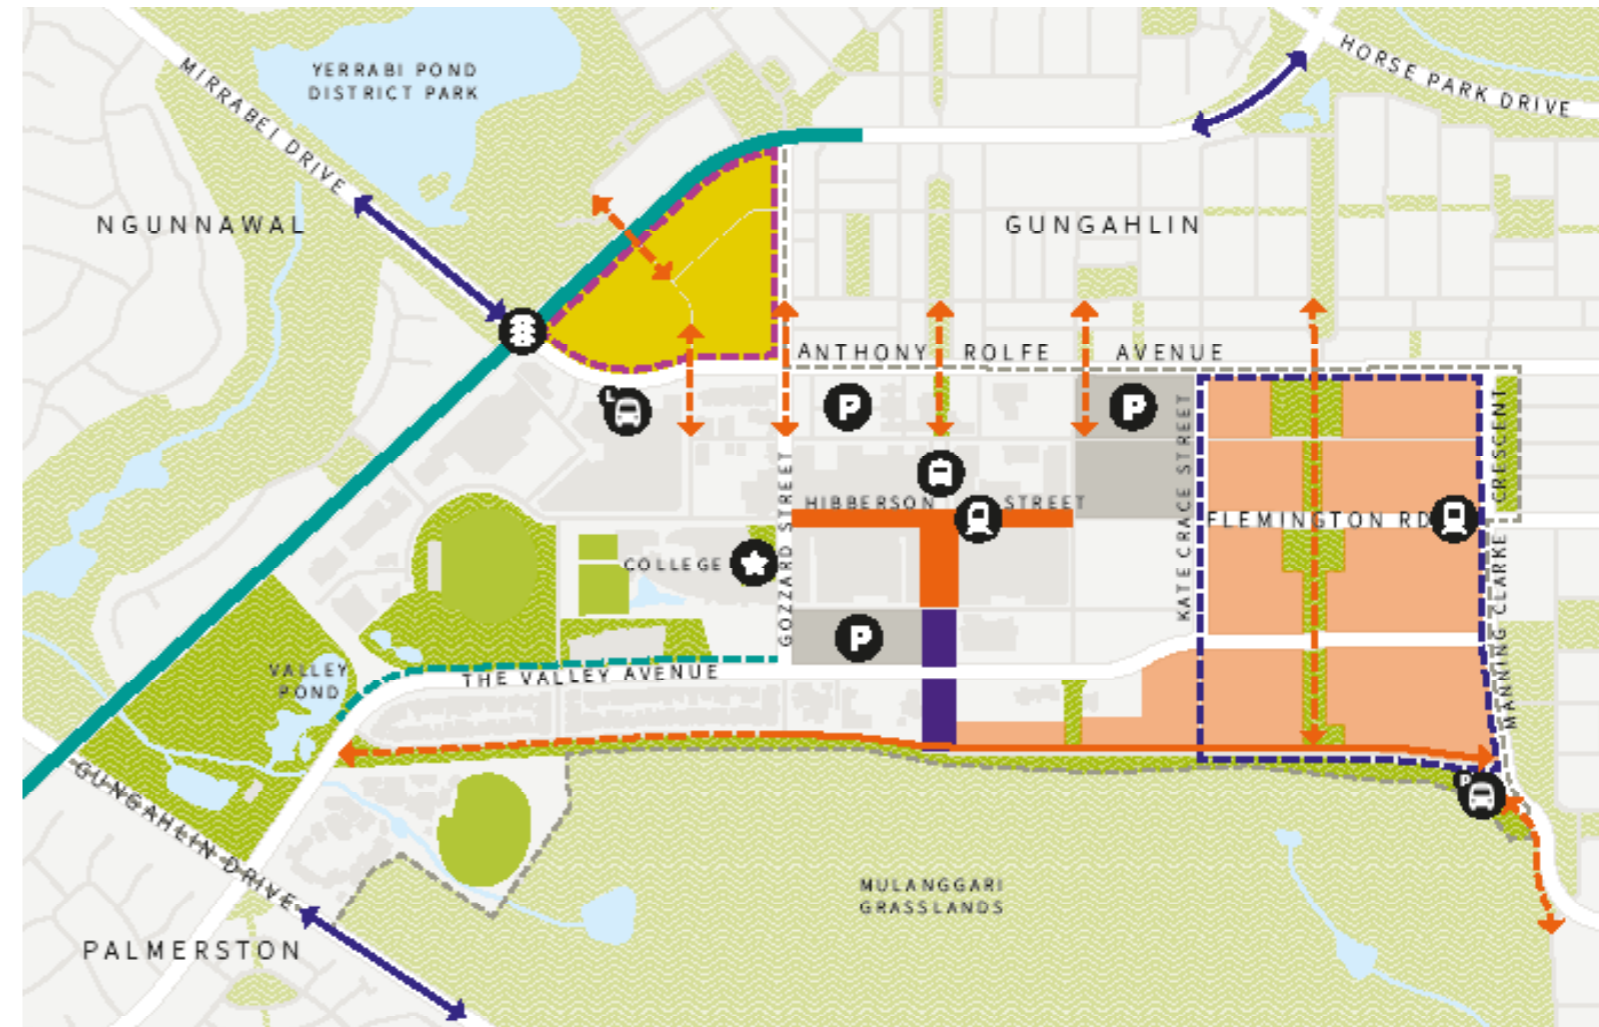 YERRABI POND
DISTRICT PARK
HORSE PARK DRIVE
MIRRABEI DRIVE
NGUNNAWAL
GUNGAHLIN
ANTHONY ROLFE AVENUE
L
P
P
KATE CRACE STREET
MANNING CLARKE CRESCENT
GOZZARD STREET
HIBBERSON STREET
FLEMINGTON RD
COLLEGE
P
VALLEY
POND
THE VALLEY AVENUE
P
GUNGAHLIN DRIVE
MULANGGARI
GRASSLANDS
PALMERSTON